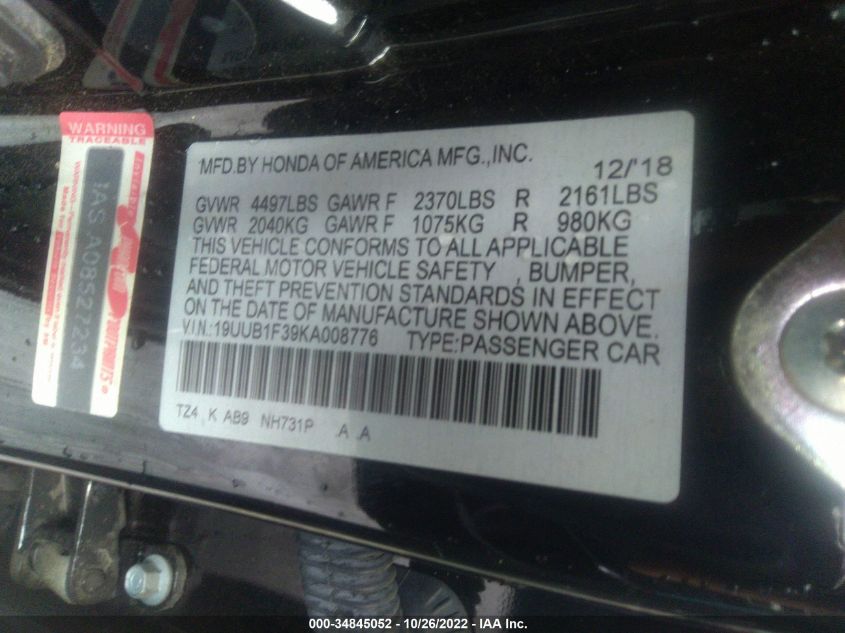 WARNING
TRACEABLE
IAS A08527234
MFD.BY HONDA OF AMERICA MFG.,INC.
12/'18
GVWR 4497LBS GAWR F 2370LBS R 2161LBS
GVWR 2040KG GAWR F 1075KG R 980KG
THIS VEHICLE CONFORMS TO ALL APPLICABLE
FEDERAL MOTOR VEHICLE SAFETY , BUMPER,
AND THEFT PREVENTION STANDARDS IN EFFECT
ON THE DATE OF MANUFACTURE SHOWN ABOVE.
V.I.N.:19UUB1F39KA008776 TYPE:PASSENGER CAR
TZ4 K AB9 NH731P .A .A
000-34845052 - 10/26/2022 - IAA Inc.